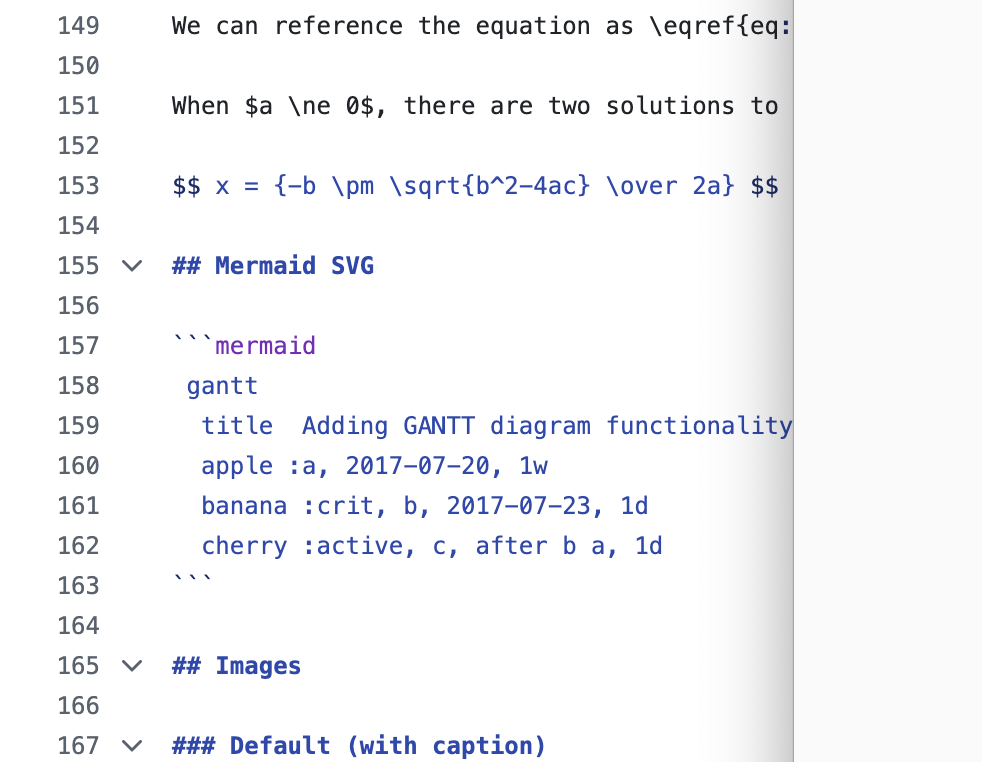 149 We can reference the equation as \eqref{eq:
150
151 When $a \ne 0$, there are two solutions to
152
153 $$ x = {-b \pm \sqrt{b^2-4ac} \over 2a} $$
154
155 ## Mermaid SVG
156
157 ```mermaid
158  gantt
159   title  Adding GANTT diagram functionality
160   apple :a, 2017-07-20, 1w
161   banana :crit, b, 2017-07-23, 1d
162   cherry :active, c, after b a, 1d
163 ```
164
165 ## Images
166
167 ### Default (with caption)